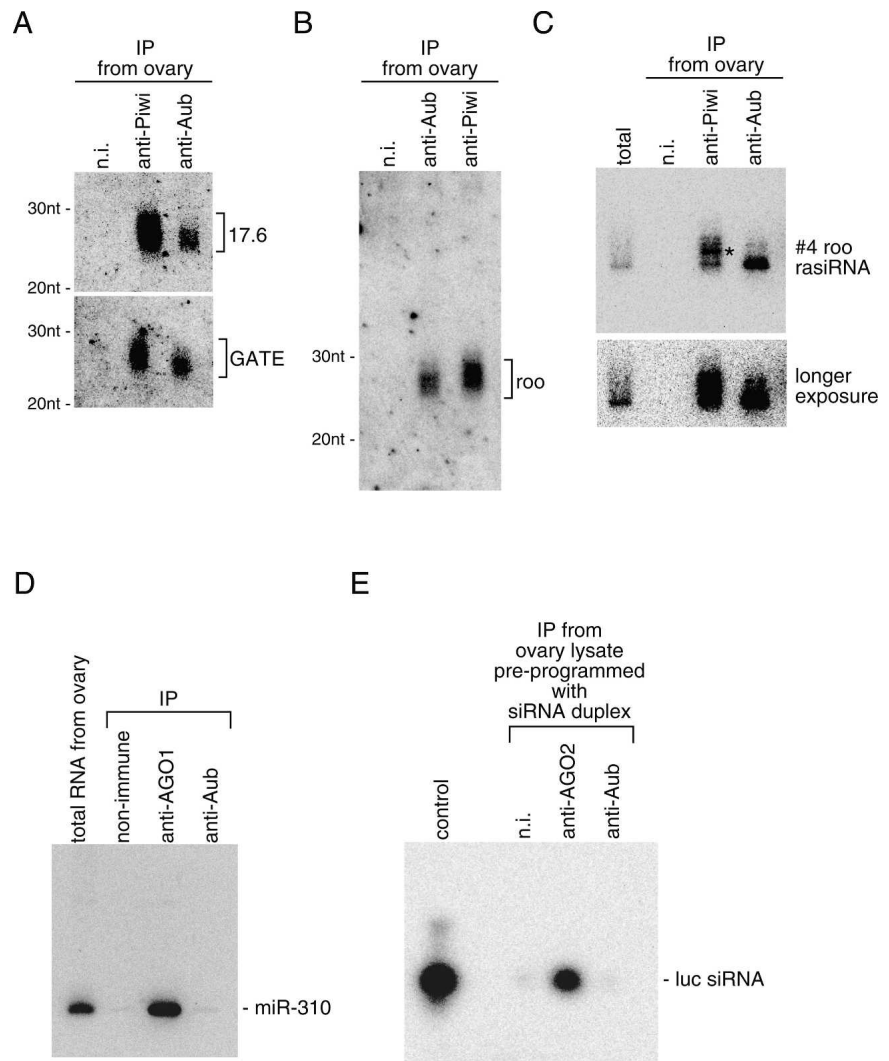 A
IP
from ovary
n.i.
anti-Piwi
anti-Aub
30nt -
17.6
20nt -
30nt -
GATE
20nt -
B
IP
from ovary
n.i.
anti-Aub
anti-Piwi
30nt -
roo
20nt -
C
IP
from ovary
total
n.i.
anti-Piwi
anti-Aub
*
#4 roo
rasiRNA
longer
exposure
D
total RNA from ovary
IP
non-immune
anti-AGO1
anti-Aub
- miR-310
E
IP from
ovary lysate
pre-programmed
with
siRNA duplex
control
n.i.
anti-AGO2
anti-Aub
- luc siRNA